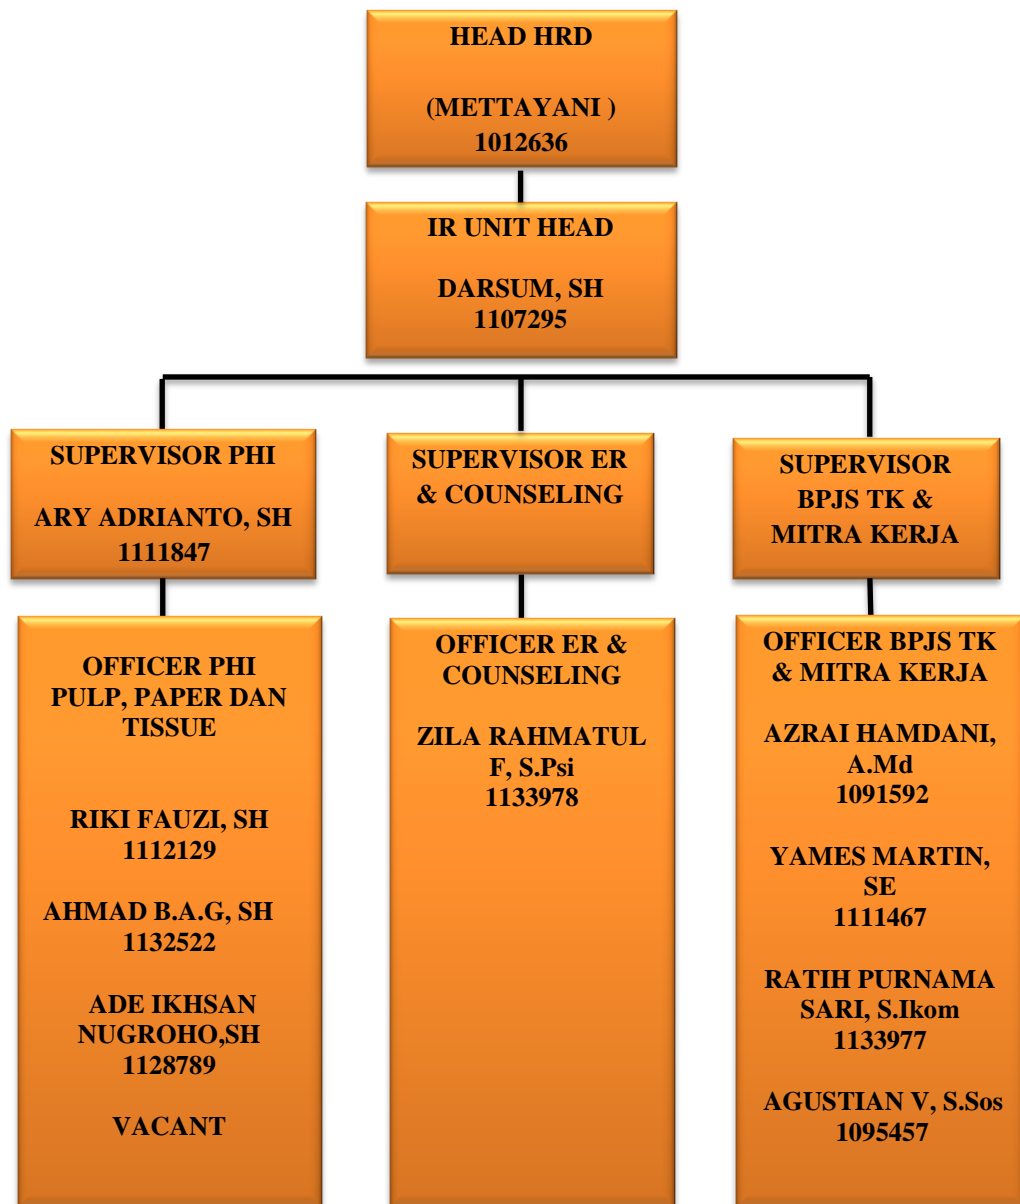 HEAD HRD
(METTAYANI )
1012636
IR UNIT HEAD
DARSUM, SH
1107295
SUPERVISOR PHI
ARY ADRIANTO, SH
1111847
SUPERVISOR ER
& COUNSELING
SUPERVISOR
BPJS TK &
MITRA KERJA
OFFICER PHI
PULP, PAPER DAN
TISSUE
RIKI FAUZI, SH
1112129
AHMAD B.A.G, SH
1132522
ADE IKHSAN
NUGROHO,SH
1128789
VACANT
OFFICER ER &
COUNSELING
ZILA RAHMATUL
F, S.Psi
1133978
OFFICER BPJS TK
& MITRA KERJA
AZRAI HAMDANI,
A.Md
1091592
YAMES MARTIN,
SE
1111467
RATIH PURNAMA
SARI, S.Ikom
1133977
AGUSTIAN V, S.Sos
1095457